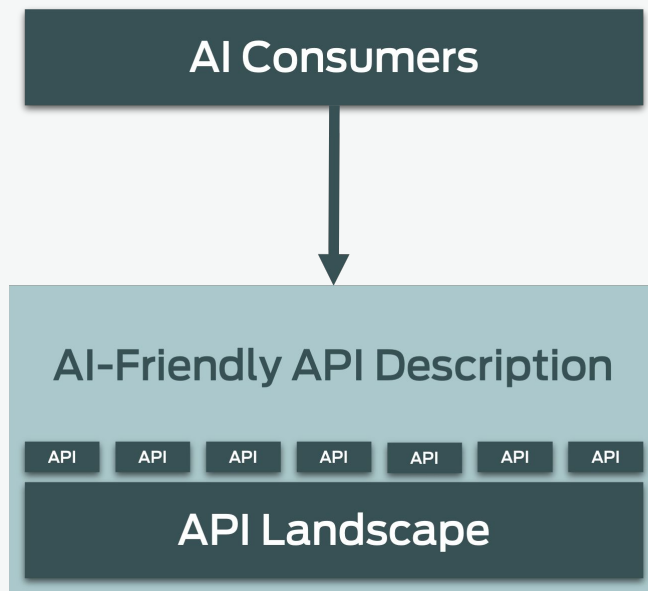 AI Consumers
AI-Friendly API Description
API API API API API API API
API Landscape